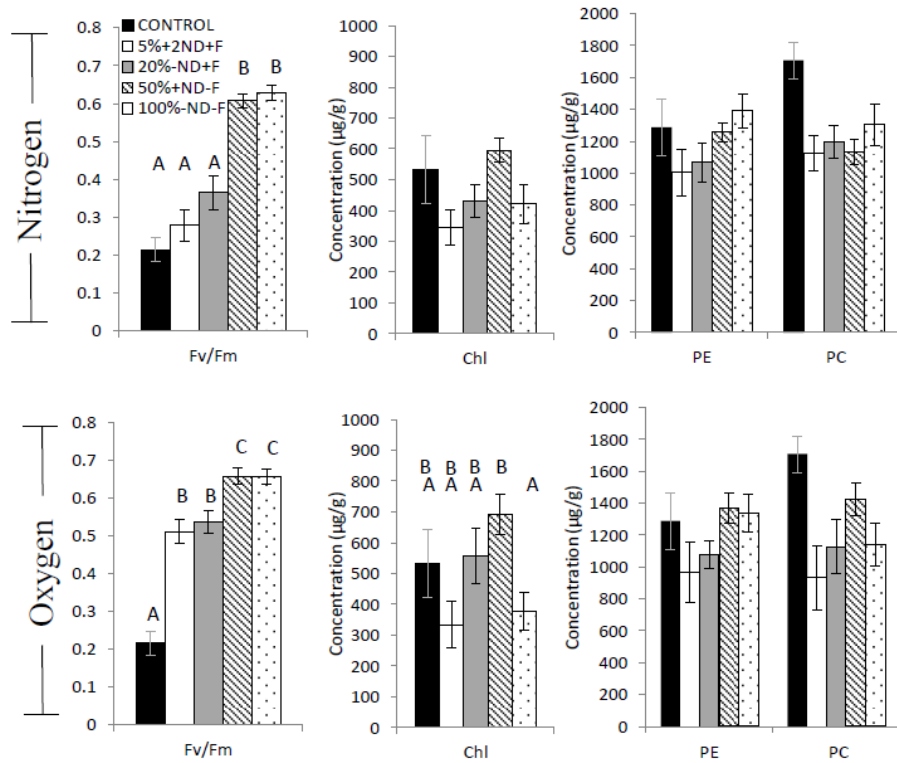 Nitrogen
0.8
0.7
0.6
0.5
0.4
0.3
0.2
0.1
0
CONTROL
5%+2ND+F
20%-ND+F
50%+ND-F
100%-ND-F
A A A B B
Fv/Fm
Concentration (µg/g)
1000
900
800
700
600
500
400
300
200
100
0
Chl
Concentration (µg/g)
2000
1800
1600
1400
1200
1000
800
600
400
200
0
PE PC
Oxygen
0.8
0.7
0.6
0.5
0.4
0.3
0.2
0.1
0
A B B C C
Fv/Fm
Concentration (µg/g)
1000
900
800
700
600
500
400
300
200
100
0
B B B B
A A A A
Chl
Concentration (µg/g)
2000
1800
1600
1400
1200
1000
800
600
400
200
0
PE PC